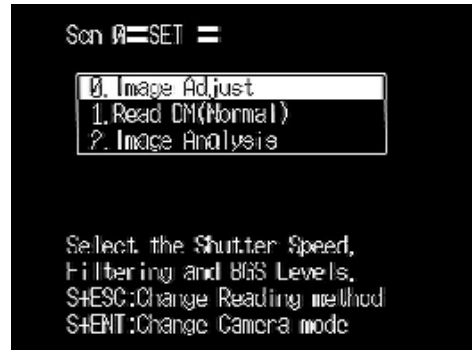 Scn 0=SET =
0. Image Adjust
1. Read DM(Normal)
2. Image Analysis
Select the Shutter Speed,
Filtering and BGS Levels.
S+ESC:Change Reading method
S+ENT:Change Camera mode